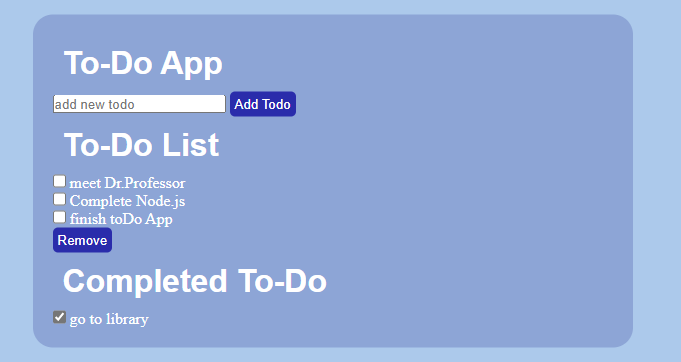 To-Do App
add new todo Add Todo
To-Do List
meet Dr.Professor
Complete Node.js
finish toDo App
Remove
Completed To-Do
go to library